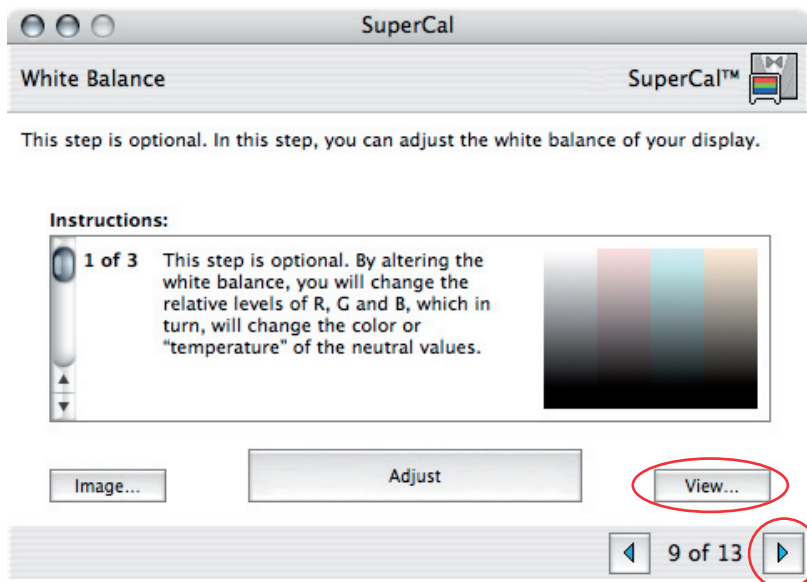 SuperCal
White Balance
SuperCal™
This step is optional. In this step, you can adjust the white balance of your display.
Instructions:
1 of 3
This step is optional. By altering the
white balance, you will change the
relative levels of R, G and B, which in
turn, will change the color or
“temperature” of the neutral values.
Image...
Adjust
View...
9 of 13